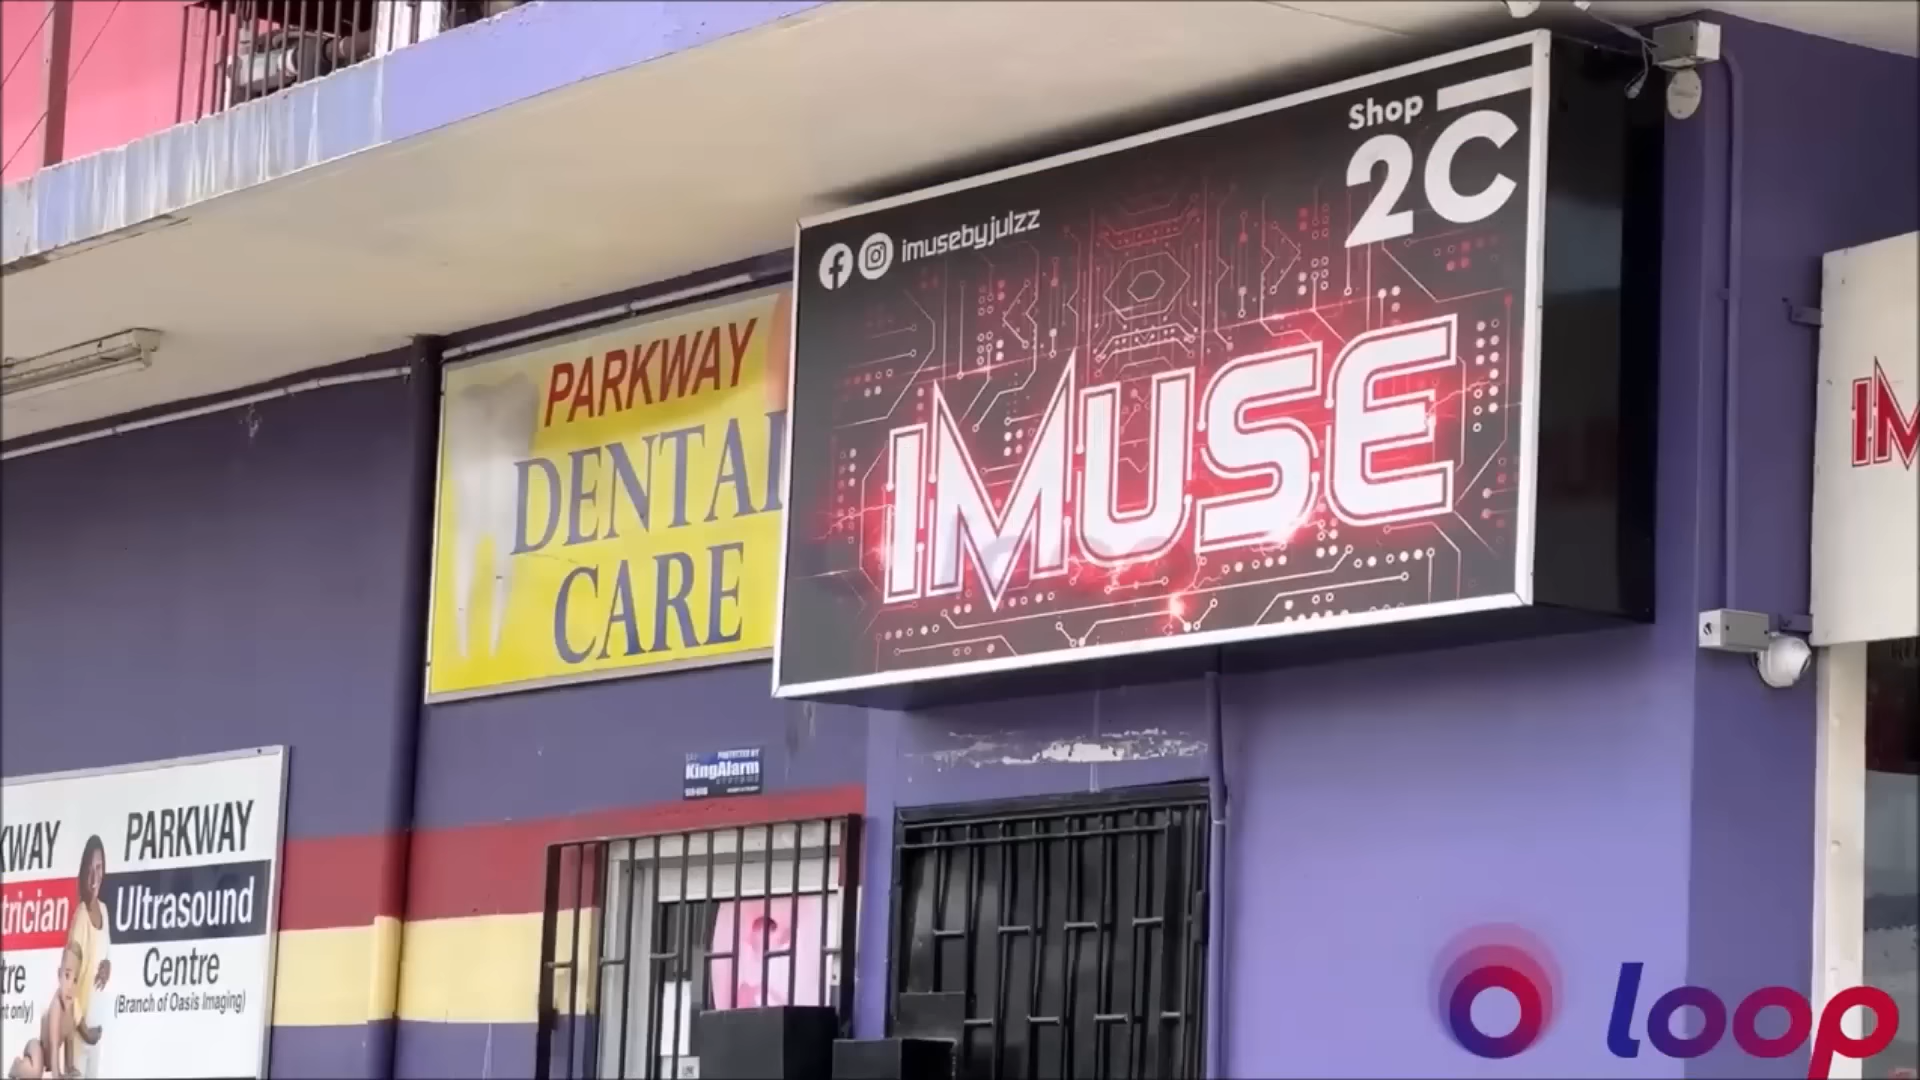 Shop
2C
imusebyjulzz
iMUSE
PARKWAY
DENTAL
CARE
KingAlarm
PARKWAY
Ultrasound
Centre
(Branch of Oasis Imaging)
KWAY
trician
tre
nt only)
IM
loop